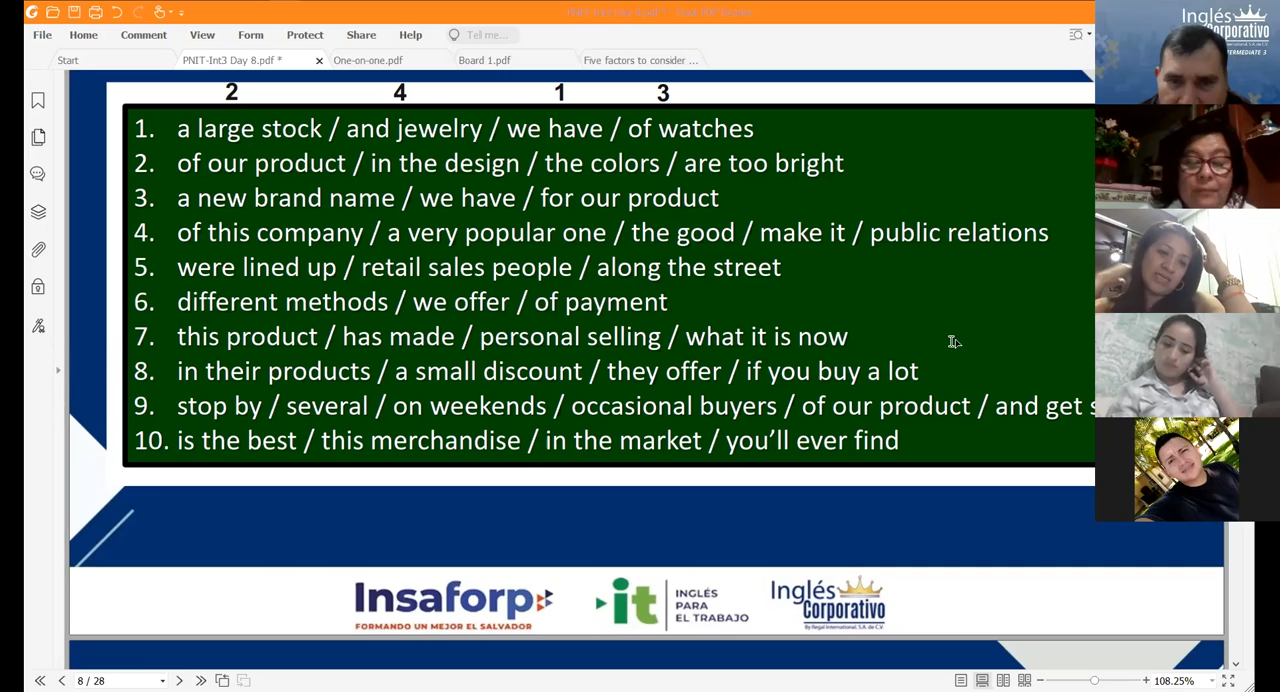 File Home Comment View Form Protect Share Help Tell me...
Start PNIT-Int3 Day 8.pdf * One-on-one.pdf Board 1.pdf Five factors to consider ...
Inglés
Corporativo
2 4 1 3
1. a large stock / and jewelry / we have / of watches
2. of our product / in the design / the colors / are too bright
3. a new brand name / we have / for our product
4. of this company / a very popular one / the good / make it / public relations
5. were lined up / retail sales people / along the street
6. different methods / we offer / of payment
7. this product / has made / personal selling / what it is now
8. in their products / a small discount / they offer / if you buy a lot
9. stop by / several / on weekends / occasional buyers / of our product / and get
10. is the best / this merchandise / in the market / you’ll ever find
Insaforp
FORMANDO UN MEJOR EL SALVADOR
it
INGLÉS
PARA
EL TRABAJO
Inglés
Corporativo
By Regal International, S.A. de C.V.
8 / 28 108.25%